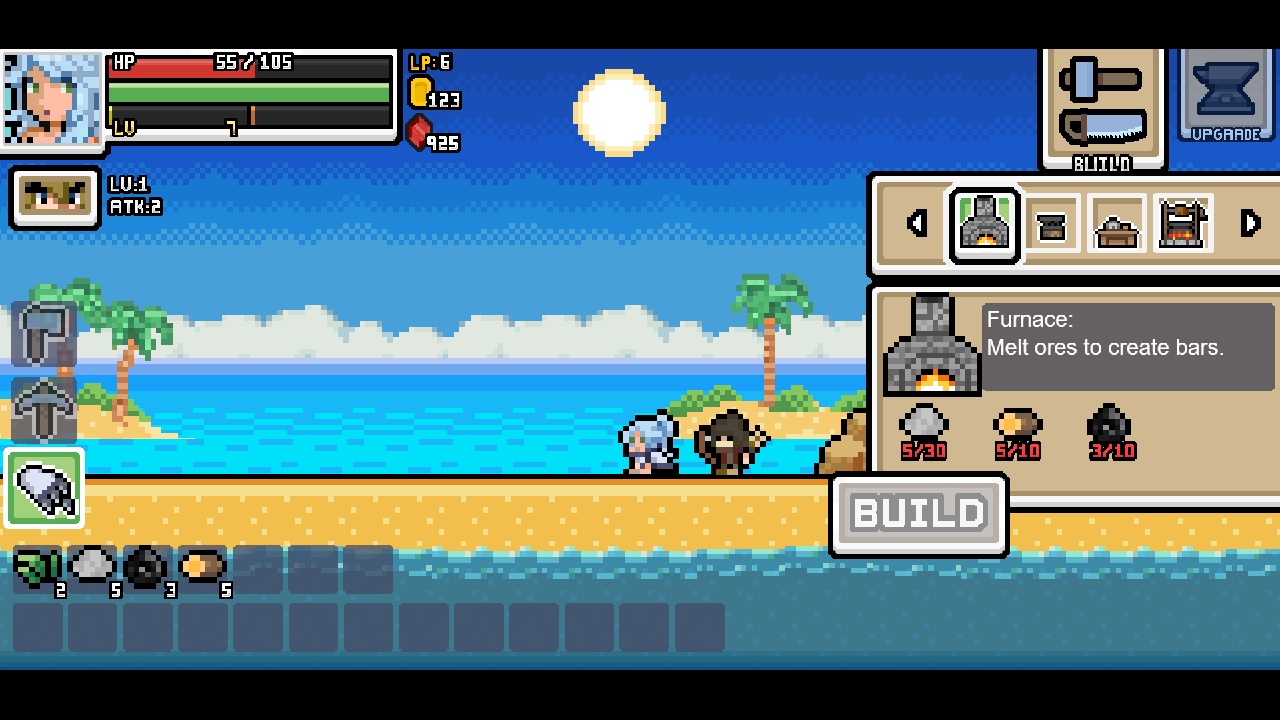 HP 55/105
LV 7
LP:6
123
925
BUILD
UPGRADE
LV:1
ATK:2
Furnace:
Melt ores to create bars.
5/30 5/10 3/10
BUILD
2 5 3 5